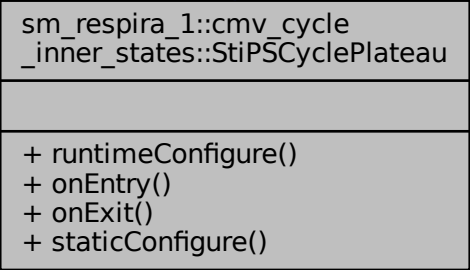 sm_respira_1::cmv_cycle
_inner_states::StiPSCyclePlateau
+ runtimeConfigure()
+ onEntry()
+ onExit()
+ staticConfigure()